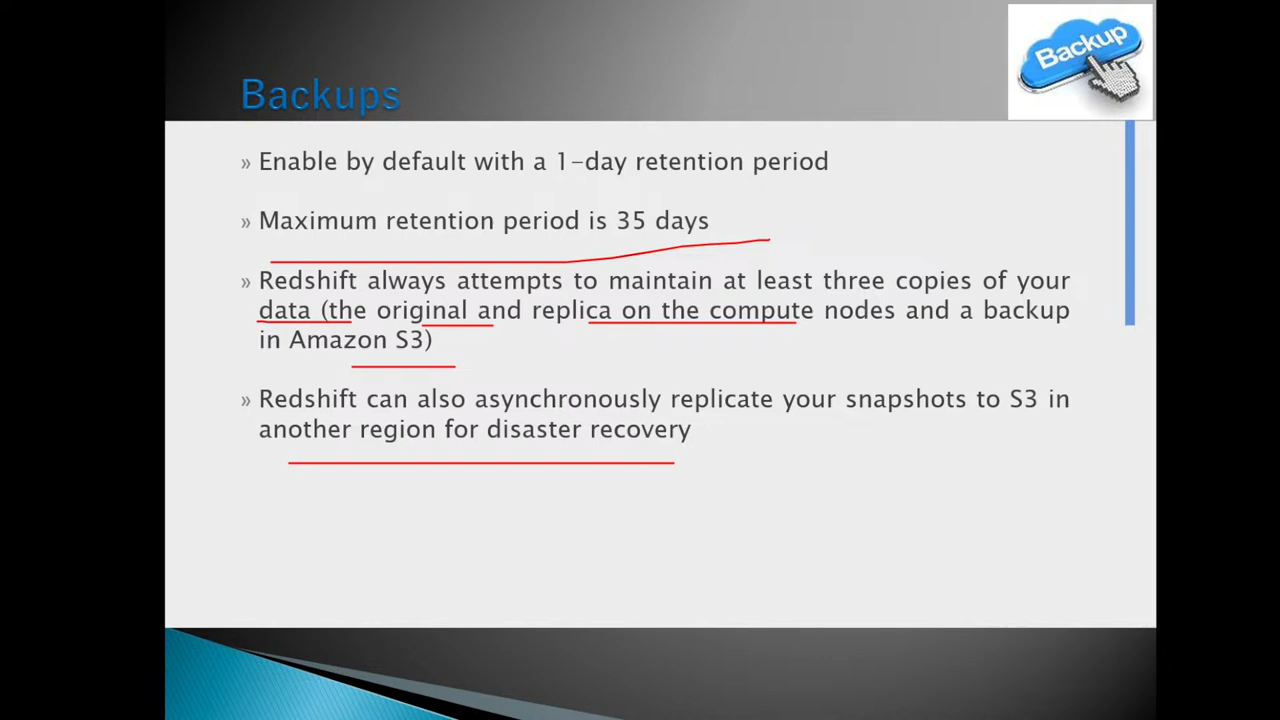 Backup
Backups
» Enable by default with a 1-day retention period
» Maximum retention period is 35 days
» Redshift always attempts to maintain at least three copies of your
data (the original and replica on the compute nodes and a backup
in Amazon S3)
» Redshift can also asynchronously replicate your snapshots to S3 in
another region for disaster recovery